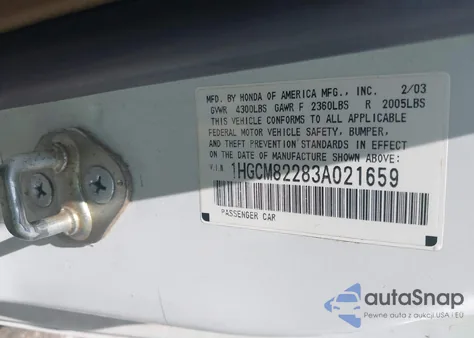 MFD. BY HONDA OF AMERICA MFG., INC. 2/03
GVWR 4300LBS GAWR F 2360LBS R 2005LBS
THIS VEHICLE CONFORMS TO ALL APPLICABLE
FEDERAL MOTOR VEHICLE SAFETY, BUMPER,
AND THEFT PREVENTION STANDARDS IN EFFECT
ON THE DATE OF MANUFACTURE SHOWN ABOVE.
V.I.N 1HGCM82283A021659
PASSENGER CAR
autoSnap
Pewne auta z aukcji.USA i CA